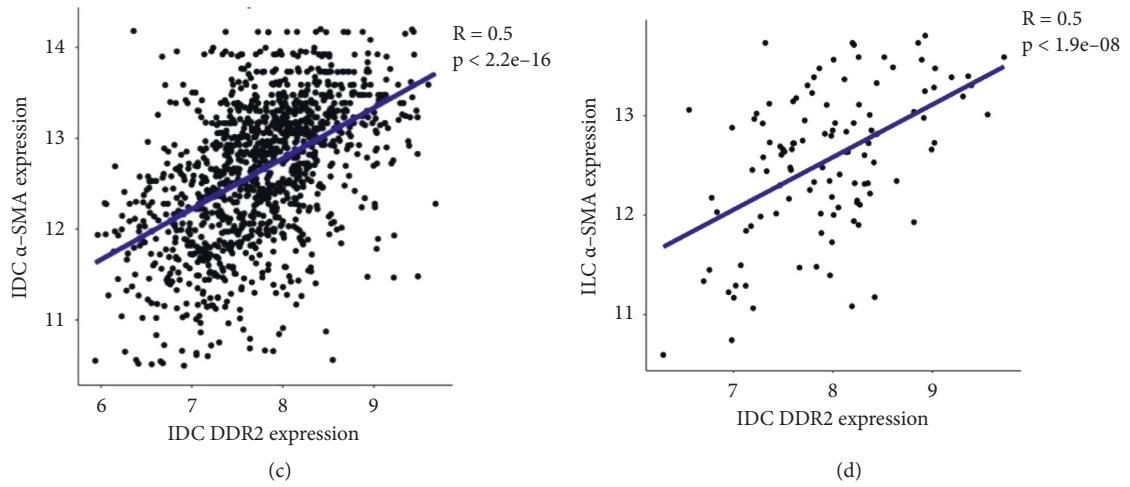 14
13
12
11
6
7
8
9
IDC α–SMA expression
IDC DDR2 expression
R = 0.5
p < 2.2e–16
(c)
13
12
11
7
8
9
ILC α–SMA expression
IDC DDR2 expression
R = 0.5
p < 1.9e–08
(d)